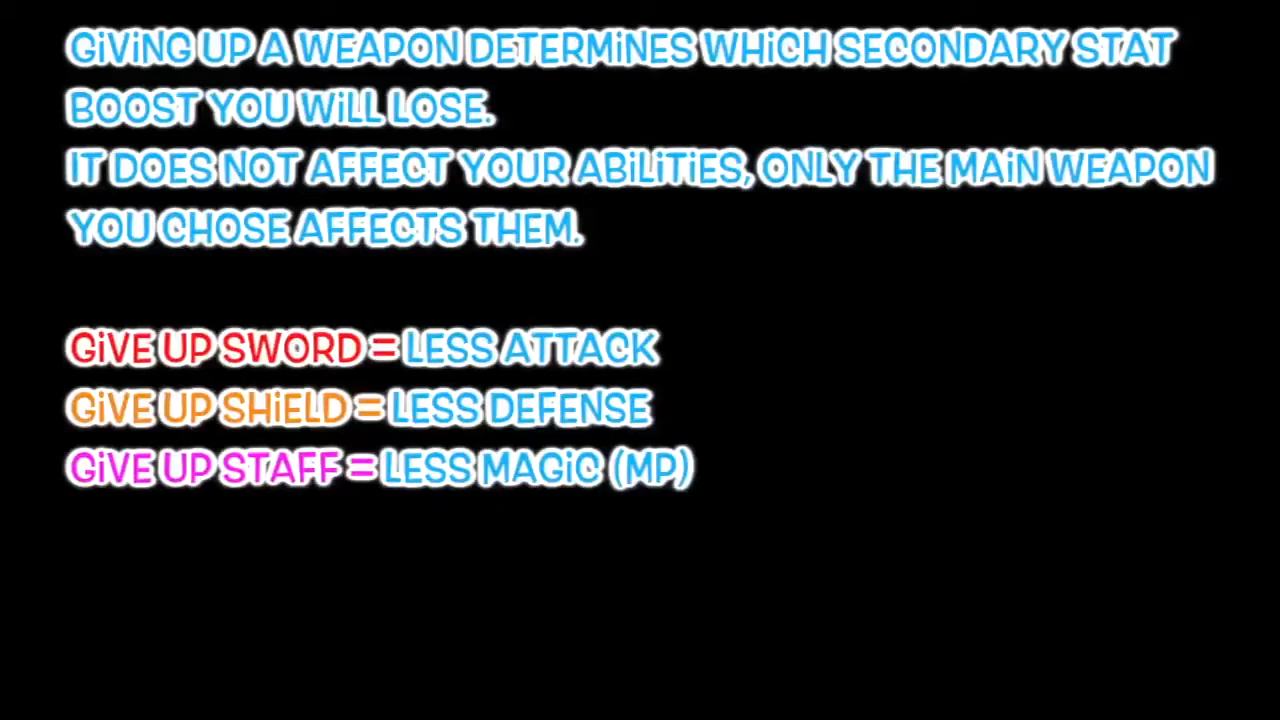 GiViNG UP A WEAPON DETERMiNES WHiCH SECONDARY STAT
BOOST YOU WiLL LOSE.
IT DOES NOT AFFECT YOUR ABiLiTiES, ONLY THE MAiN WEAPON
YOU CHOSE AFFECTS THEM.
GiVE UP SWORD = LESS ATTACK
GiVE UP SHiELD = LESS DEFENSE
GiVE UP STAFF = LESS MAGiC (MP)